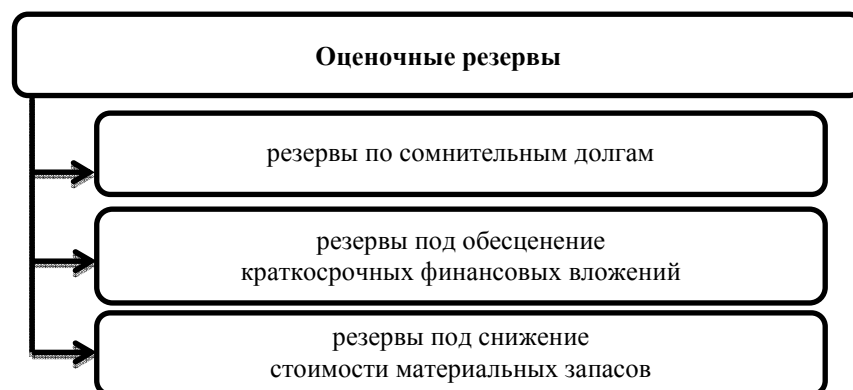 Оценочные резервы
резервы по сомнительным долгам
резервы под обесценение
краткосрочных финансовых вложений
резервы под снижение
стоимости материальных запасов